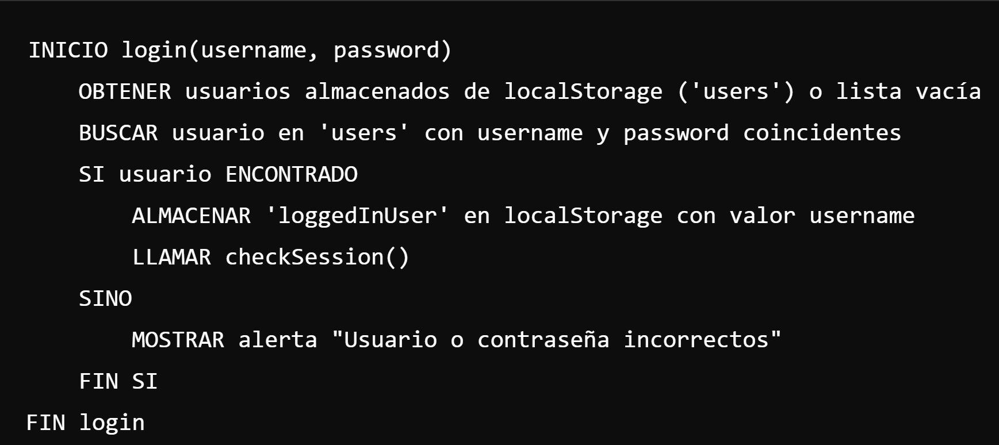 INICIO login(username, password)
OBTENER usuarios almacenados de localStorage ('users') o lista vacía
BUSCAR usuario en 'users' con username y password coincidentes
SI usuario ENCONTRADO
ALMACENAR 'loggedInUser' en localStorage con valor username
LLAMAR checkSession()
SINO
MOSTRAR alerta "Usuario o contraseña incorrectos"
FIN SI
FIN login